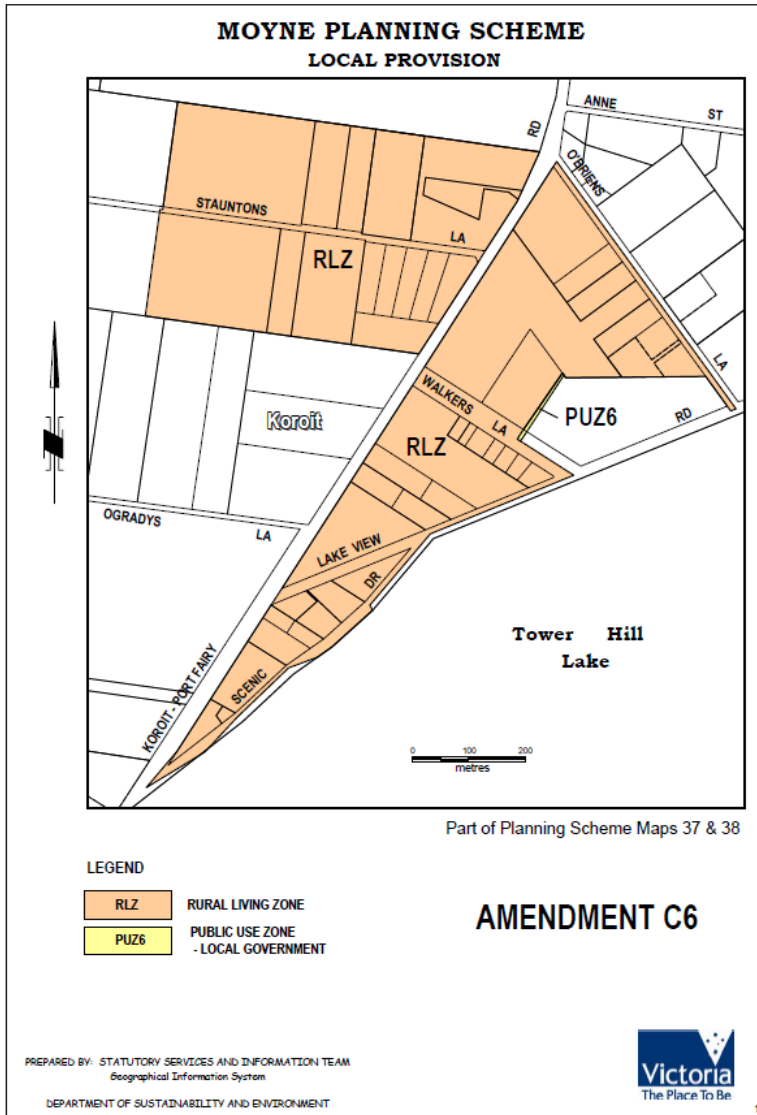 MOYNE PLANNING SCHEME
LOCAL PROVISION
ANNE ST
RD
O'BRIENS
LA
STAUNTONS
LA
RLZ
WALKERS
LA
PUZ6
RD
RLZ
Koroit
OGRADYS
LA
LAKE VIEW
DR
SCENIC
KOROIT - PORT FAIRY
Tower Hill
Lake
0 100 200
metres
Part of Planning Scheme Maps 37 & 38
LEGEND
RLZ RURAL LIVING ZONE
PUZ6 PUBLIC USE ZONE
- LOCAL GOVERNMENT
AMENDMENT C6
PREPARED BY: STATUTORY SERVICES AND INFORMATION TEAM
Geographical Information System
DEPARTMENT OF SUSTAINABILITY AND ENVIRONMENT
Victoria
The Place To Be